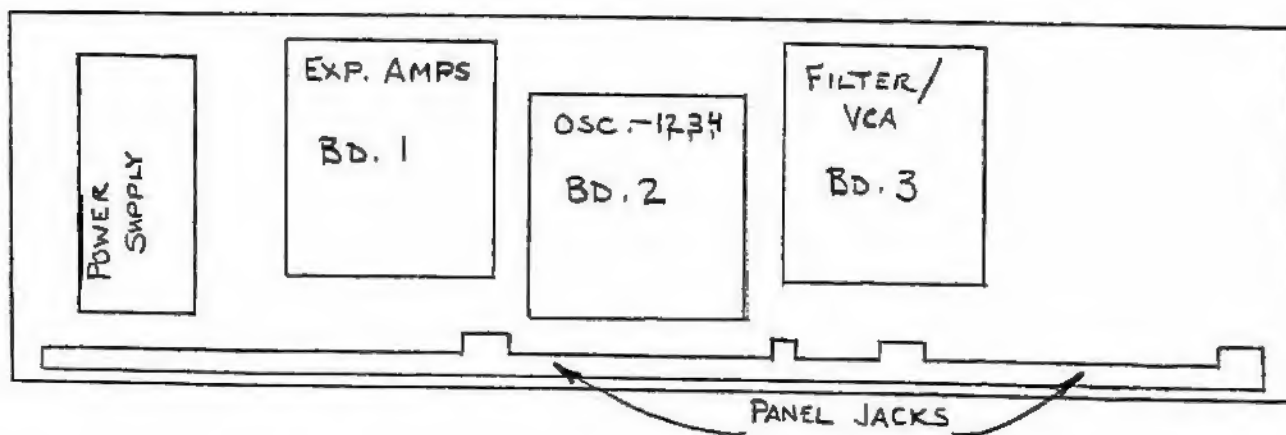 POWER
SUPPLY
EXP. AMPS
BD. 1
OSC.-1,2,3,4
BD. 2
FILTER/
VCA
BD. 3
PANEL JACKS